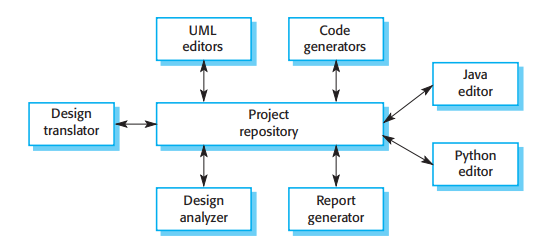 UML
editors
Code
generators
Java
editor
Design
translator
Project
repository
Python
editor
Design
analyzer
Report
generator